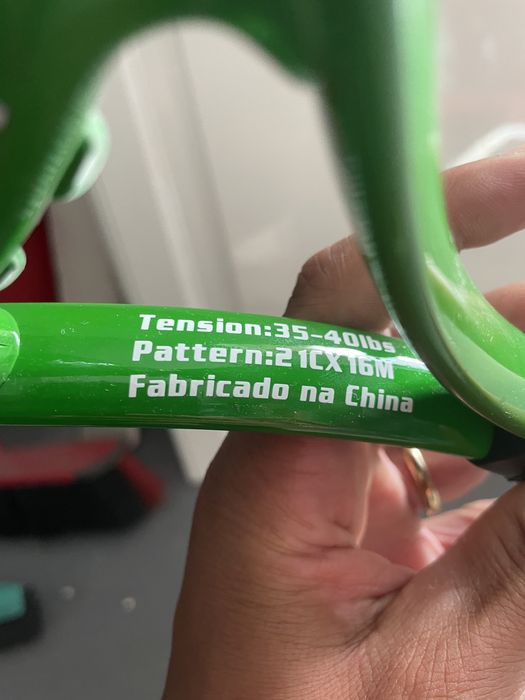 Tension:35-40lbs
Pattern:21CX16M
Fabricado na China